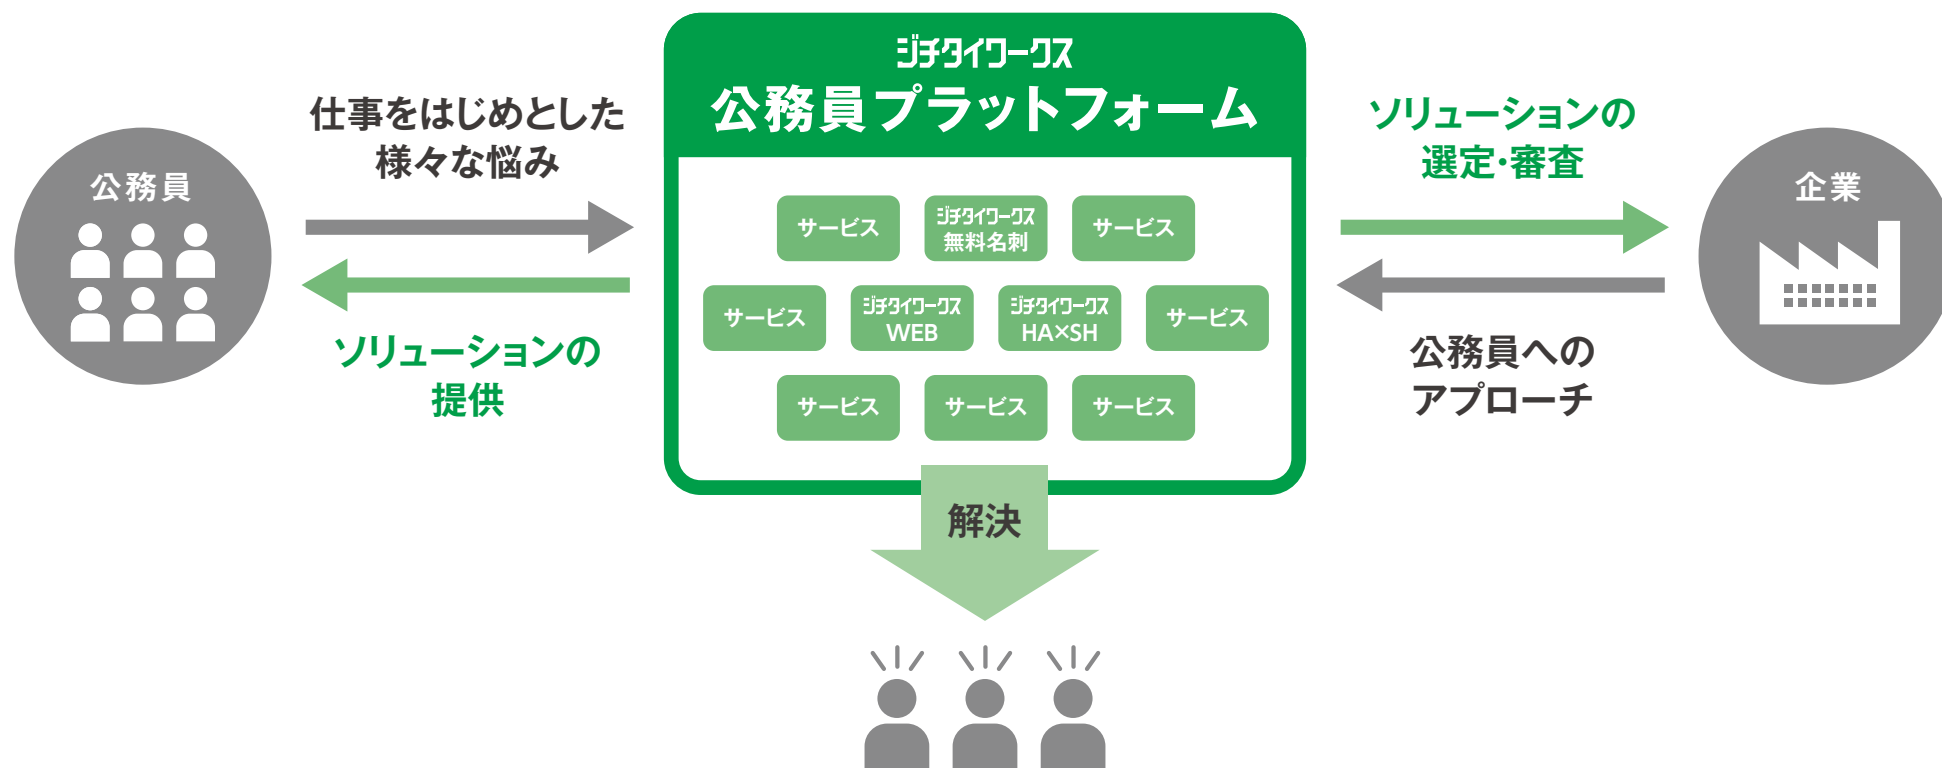 公務員
仕事をはじめとした
様々な悩み
ソリューションの
提供
ジチタイワークス
公務員プラットフォーム
サービス
ジチタイワークス
無料名刺
サービス
サービス
ジチタイワークス
WEB
ジチタイワークス
HA×SH
サービス
サービス
サービス
サービス
解決
ソリューションの
選定・審査
公務員への
アプローチ
企業